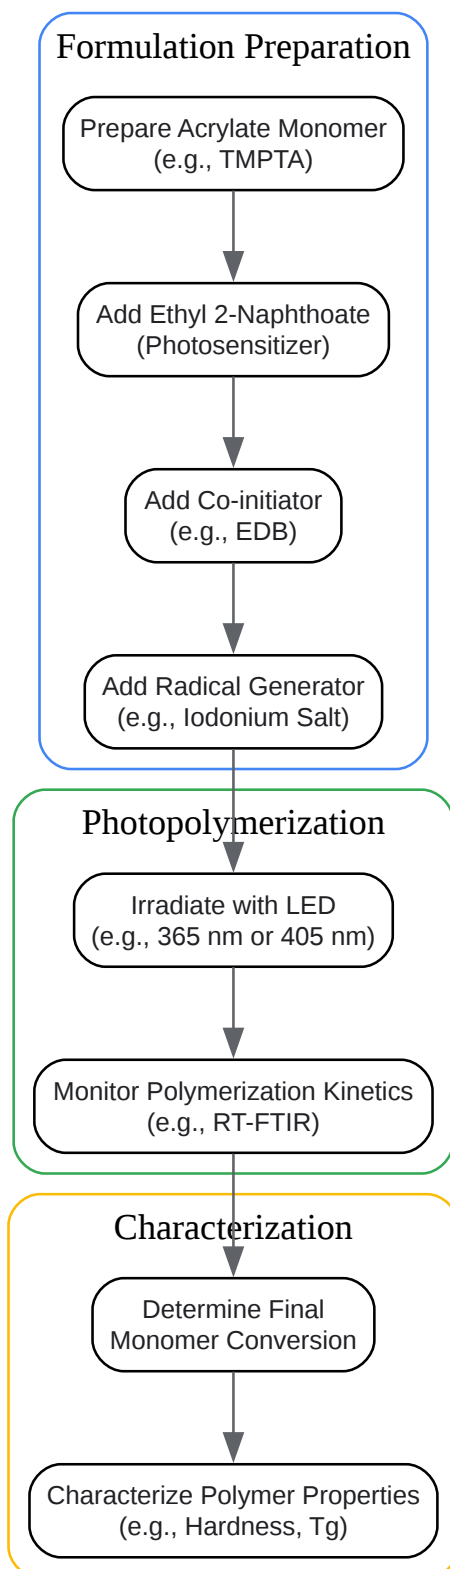 Formulation Preparation
Prepare Acrylate Monomer
(e.g., TMPTA)
Add Ethyl 2-Naphthoate
(Photosensitizer)
Add Co-initiator
(e.g., EDB)
Add Radical Generator
(e.g., Iodonium Salt)
Photopolymerization
Irradiate with LED
(e.g., 365 nm or 405 nm)
Monitor Polymerization Kinetics
(e.g., RT-FTIR)
Characterization
Determine Final
Monomer Conversion
Characterize Polymer Properties
(e.g., Hardness, Tg)